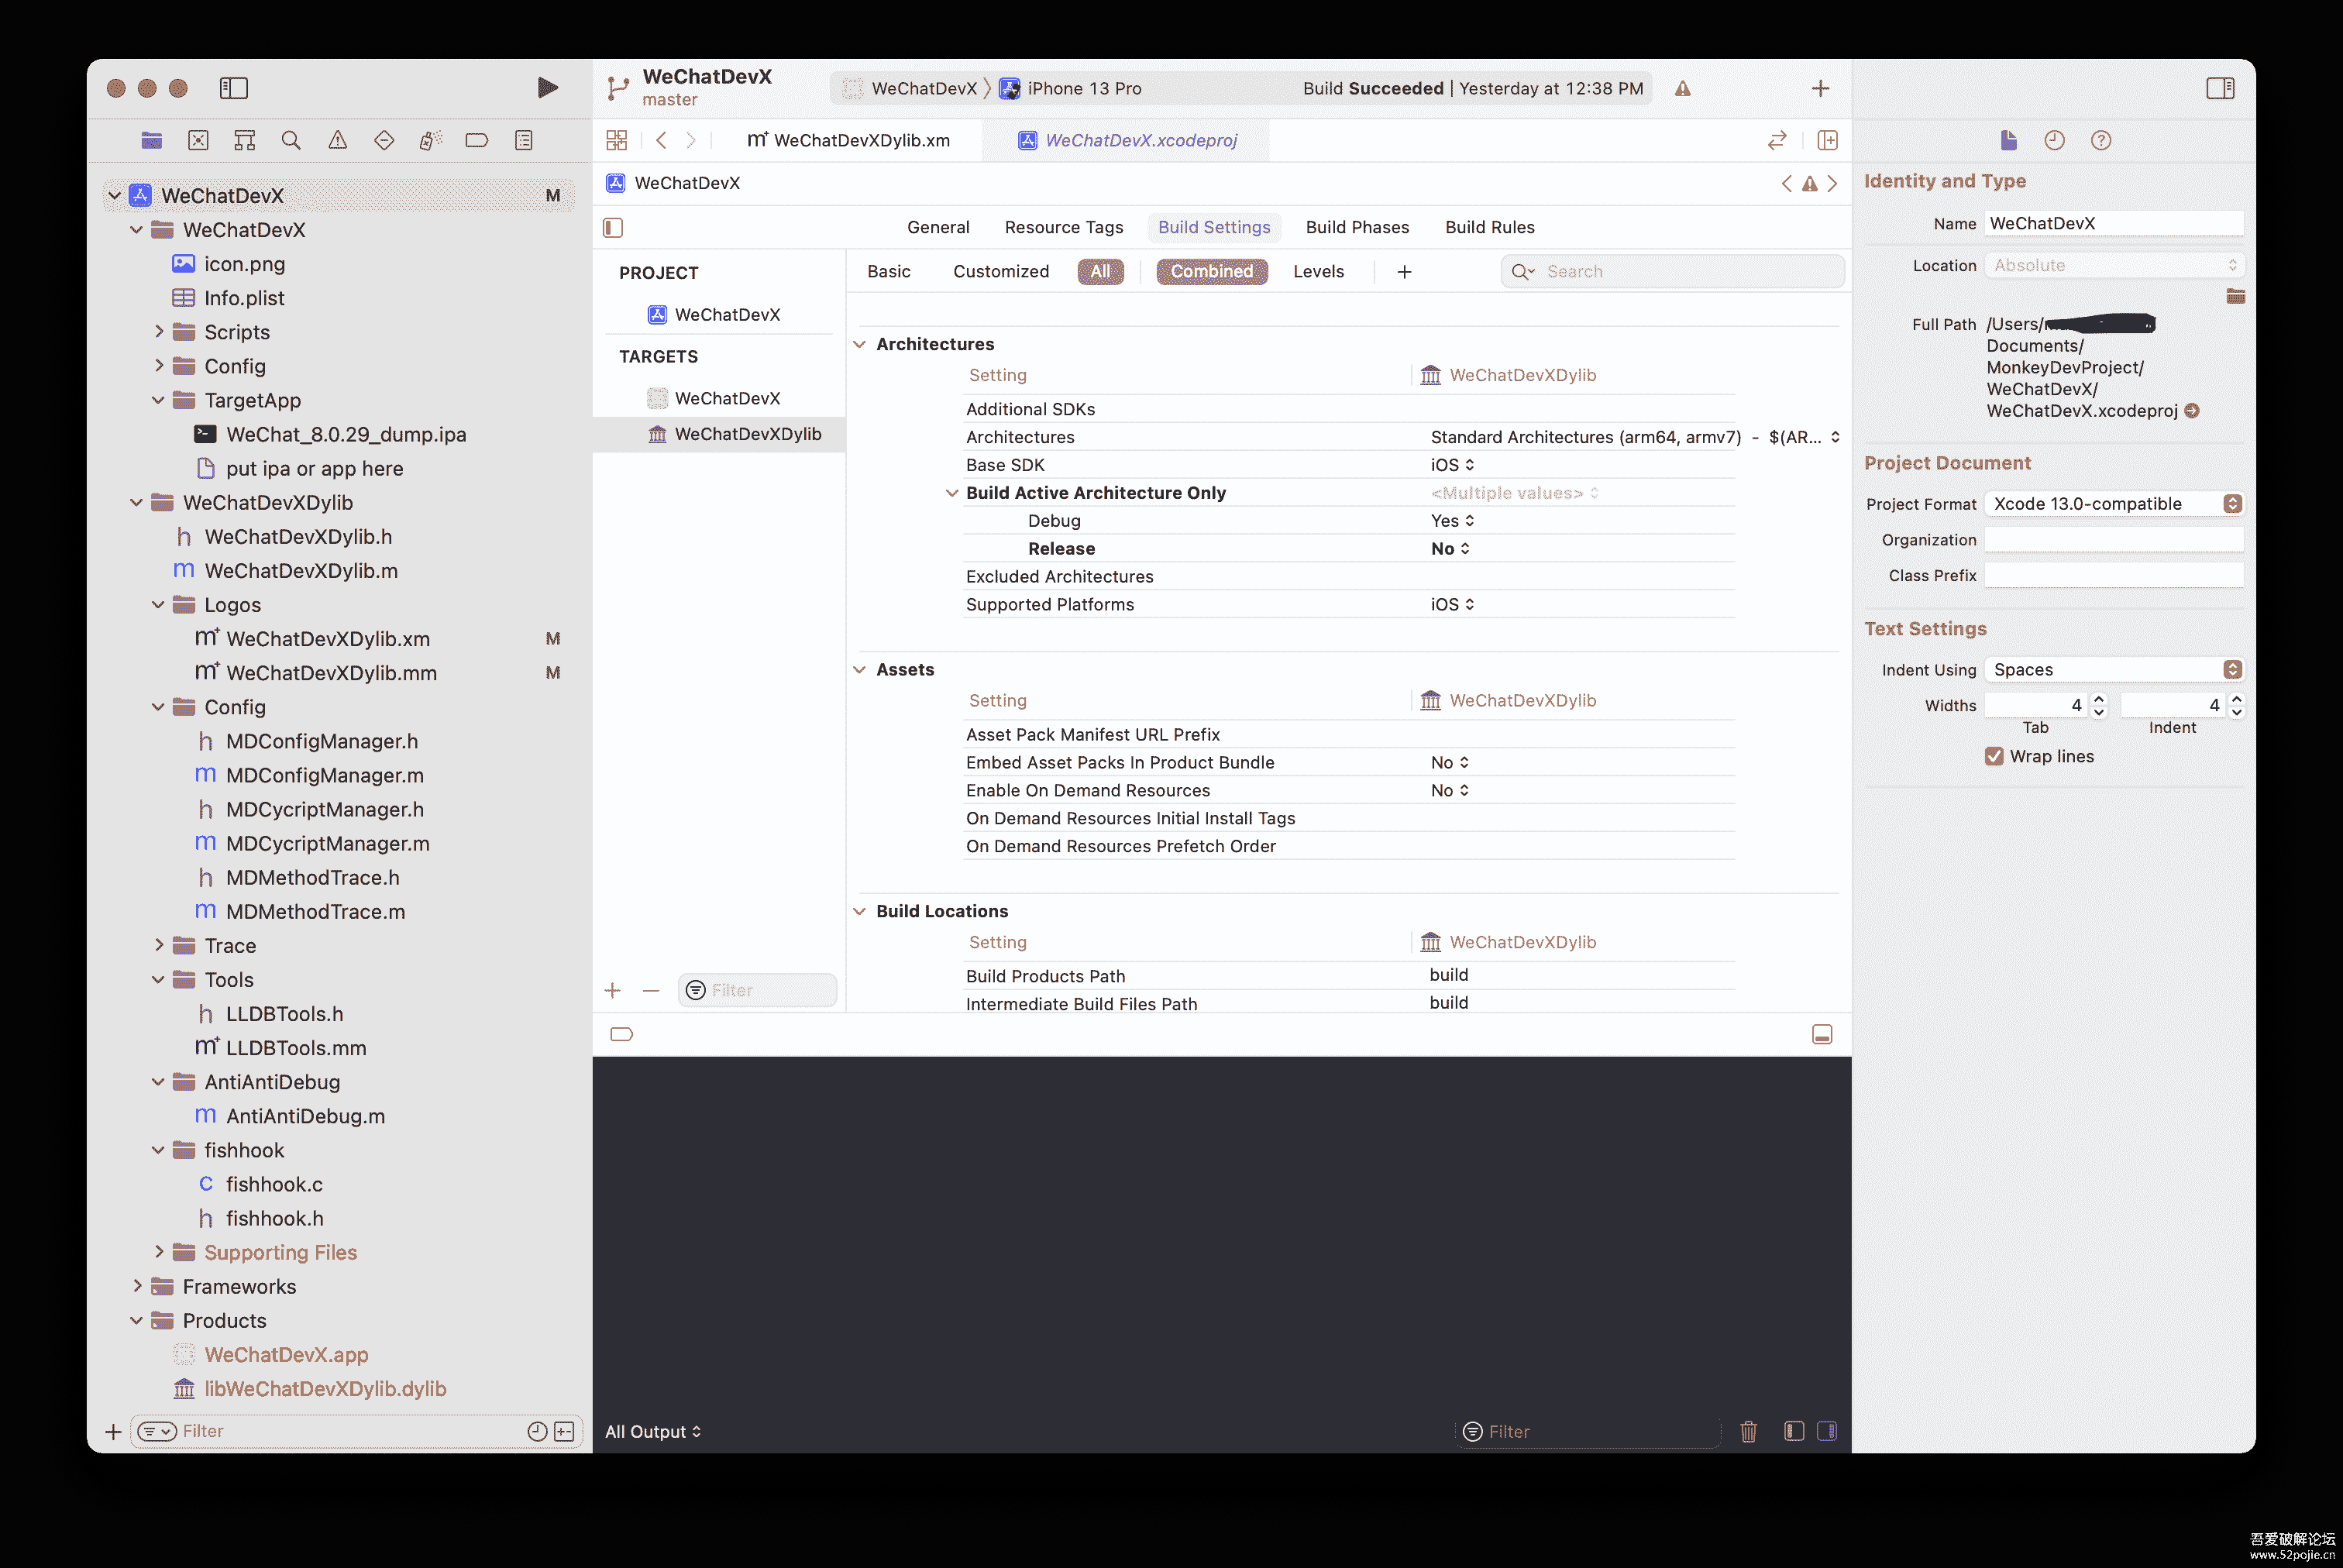 WeChatDevX
master
WeChatDevX
iPhone 13 Pro
Build Succeeded | Yesterday at 12:38 PM
WeChatDevXDylib.xm
WeChatDevX.xcodeproj
WeChatDevX
M
WeChatDevX
icon.png
Info.plist
Scripts
Config
TargetApp
WeChat_8.0.29_dump.ipa
put ipa or app here
WeChatDevXDylib
h WeChatDevXDylib.h
m WeChatDevXDylib.m
Logos
m+ WeChatDevXDylib.xm M
m+ WeChatDevXDylib.mm M
Config
h MDConfigManager.h
m MDConfigManager.m
h MDCycriptManager.h
m MDCycriptManager.m
h MDMethodTrace.h
m MDMethodTrace.m
Trace
Tools
h LLDBTools.h
m+ LLDBTools.mm
AntiAntiDebug
m AntiAntiDebug.m
fishhook
C fishhook.c
h fishhook.h
Supporting Files
Frameworks
Products
WeChatDevX.app
libWeChatDevXDylib.dylib
Filter
WeChatDevX
General Resource Tags Build Settings Build Phases Build Rules
PROJECT
WeChatDevX
TARGETS
WeChatDevX
WeChatDevXDylib
Filter
Basic Customized All Combined Levels + Search
Architectures
Setting WeChatDevXDylib
Additional SDKs
Architectures Standard Architectures (arm64, armv7) - $(AR...
Base SDK iOS
Build Active Architecture Only <Multiple values>
Debug Yes
Release No
Excluded Architectures
Supported Platforms iOS
Assets
Setting WeChatDevXDylib
Asset Pack Manifest URL Prefix
Embed Asset Packs In Product Bundle No
Enable On Demand Resources No
On Demand Resources Initial Install Tags
On Demand Resources Prefetch Order
Build Locations
Setting WeChatDevXDylib
Build Products Path build
Intermediate Build Files Path build
All Output
Filter
Identity and Type
Name WeChatDevX
Location Absolute
Full Path /Users/
Documents/
MonkeyDevProject/
WeChatDevX/
WeChatDevX.xcodeproj
Project Document
Project Format Xcode 13.0-compatible
Organization
Class Prefix
Text Settings
Indent Using Spaces
Widths 4 4
Tab Indent
Wrap lines
吾爱破解论坛
www.52pojie.cn